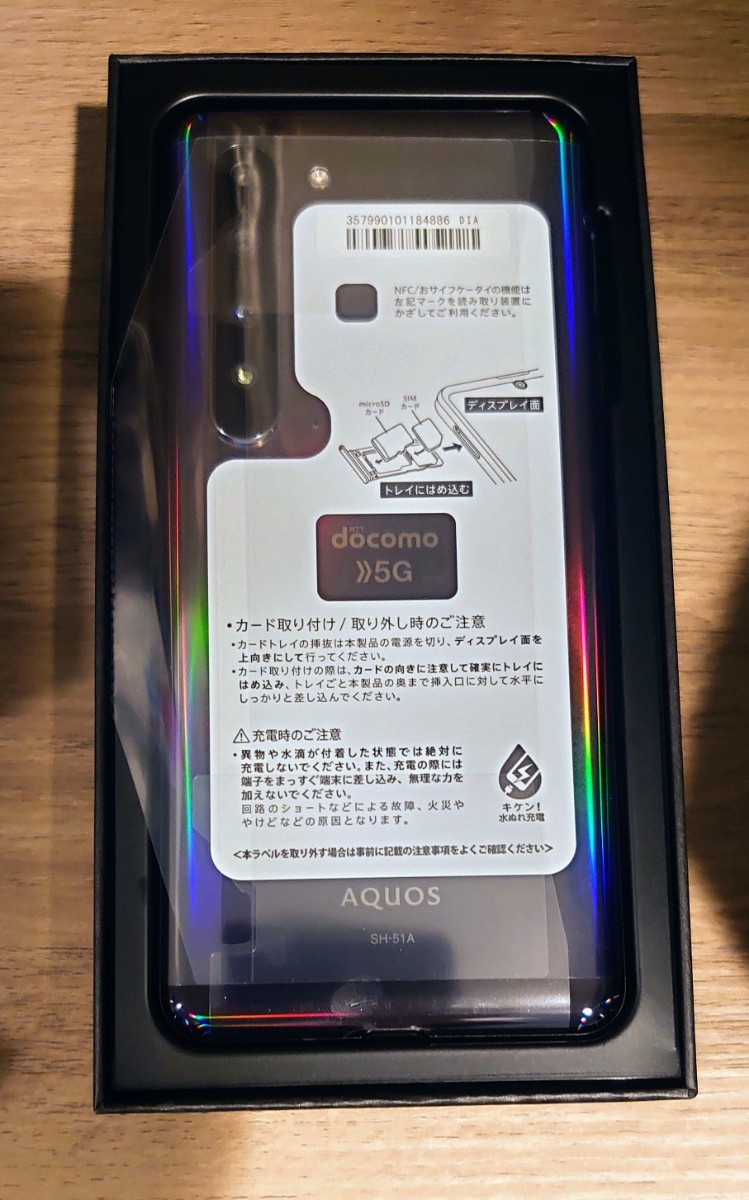 357990101184886 DIA
NFC/おサイフケータイの機能は
左記マークを読み取り装置に
かざしてご利用ください。
microSD
カード
SIM
カード
ディスプレイ面
トレイにはめ込む
NTT
docomo
5G
・カード取り付け / 取り外し時のご注意
・カードトレイの挿抜は本製品の電源を切り、ディスプレイ面を
上向きにして行ってください。
・カード取り付けの際は、カードの向きに注意して確実にトレイに
はめ込み、トレイごと本製品の奥まで挿入口に対して水平に
しっかりと差し込んでください。
充電時のご注意
・異物や水滴が付着した状態では絶対に
充電しないでください。また、充電の際には
端子をまっすぐ端末に差し込み、無理な力を
加えないでください。
回路のショートなどによる故障、火災や
やけどなどの原因となります。
キケン!
水ぬれ充電
<本ラベルを取り外す場合は事前に記載の注意事項をよくご確認ください>
AQUOS
SH-51A